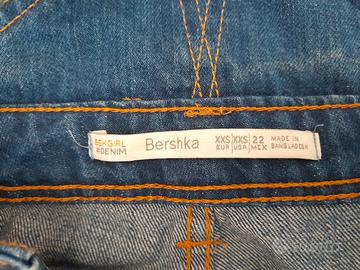 BSKGIRL
#DENIM
Bershka
XXS XXS 22
EUR USA MEX
MADE IN
BANGLADESH